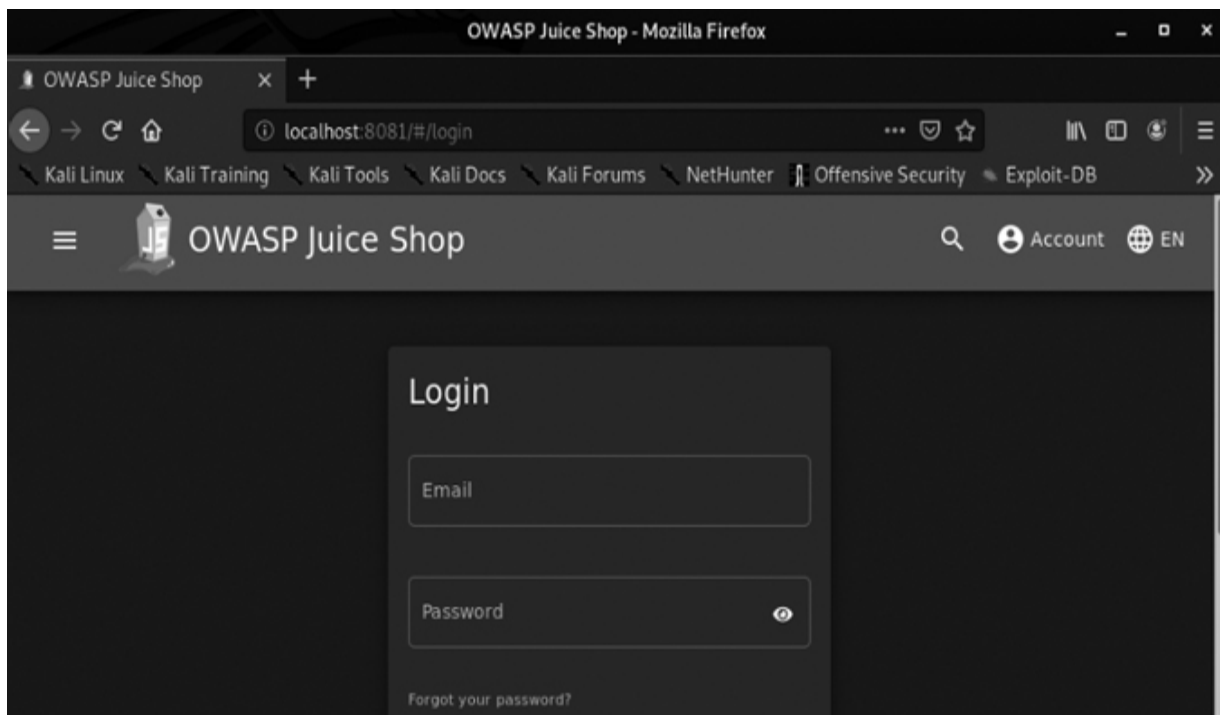 OWASP Juice Shop - Mozilla Firefox
OWASP Juice Shop
localhost:8081/#/login
Kali Linux Kali Training Kali Tools Kali Docs Kali Forums NetHunter Offensive Security Exploit-DB
JS OWASP Juice Shop Account EN
Login
Email
Password
Forgot your password?